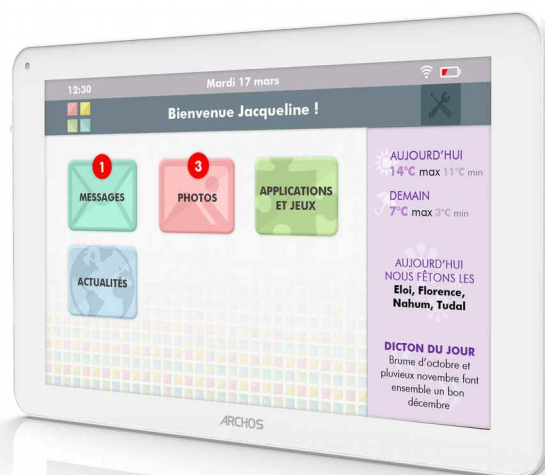 12:30
Mardi 17 mars
Bienvenue Jacqueline !
1
MESSAGES
3
PHOTOS
APPLICATIONS
ET JEUX
ACTUALITÉS
AUJOURD'HUI
14°C max 11°C min
DEMAIN
7°C max 3°C min
AUJOURD'HUI
NOUS FÊTONS LES
Eloi, Florence,
Nahum, Tudal
DICTON DU JOUR
Brume d'octobre et
pluvieux novembre font
ensemble un bon
décembre
ARCHOS